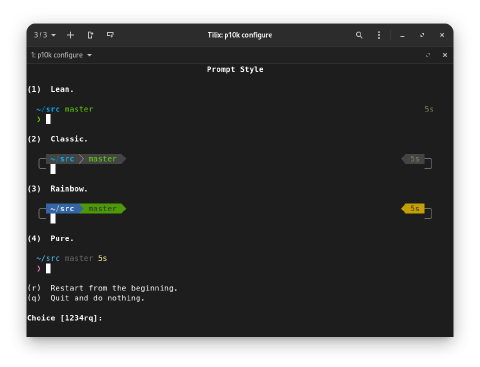 3 / 3
Tilix: p10k configure
1: p10k configure
Prompt Style
(1) Lean.
~/src master 5s
❯
(2) Classic.
~/src master 5s
(3) Rainbow.
~/src master 5s
(4) Pure.
~/src master 5s
❯
(r) Restart from the beginning.
(q) Quit and do nothing.
Choice [1234rq]: